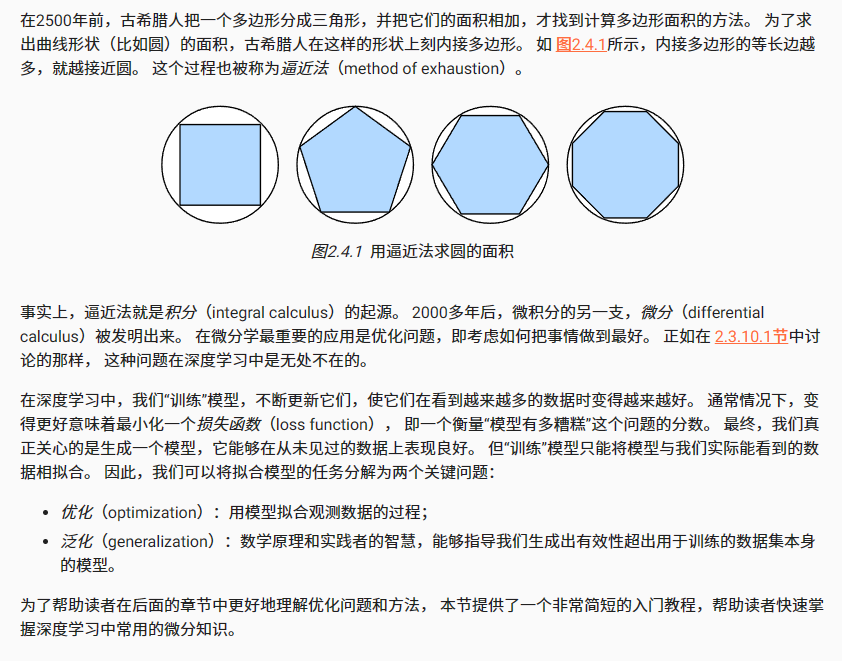 在2500年前，古希腊人把一个多边形分成三角形，并把它们的面积相加，才找到计算多边形面积的方法。 为了求
出曲线形状（比如圆）的面积，古希腊人在这样的形状上刻内接多边形。 如 图2.4.1所示，内接多边形的等长边越
多，就越接近圆。 这个过程也被称为逼近法（method of exhaustion）。
图2.4.1 用逼近法求圆的面积
事实上，逼近法就是积分（integral calculus）的起源。 2000多年后，微积分的另一支，微分（differential
calculus）被发明出来。 在微分学最重要的应用是优化问题，即考虑如何把事情做到最好。 正如在 2.3.10.1节中讨
论的那样， 这种问题在深度学习中是无处不在的。
在深度学习中，我们“训练”模型，不断更新它们，使它们在看到越来越多的数据时变得越来越好。 通常情况下，变
得更好意味着最小化一个损失函数（loss function）， 即一个衡量“模型有多糟糕”这个问题的分数。 最终，我们真
正关心的是生成一个模型，它能够在从未见过的数据上表现良好。 但“训练”模型只能将模型与我们实际能看到的数
据相拟合。 因此，我们可以将拟合模型的任务分解为两个关键问题：
• 优化（optimization）：用模型拟合观测数据的过程；
• 泛化（generalization）：数学原理和实践者的智慧，能够指导我们生成出有效性超出用于训练的数据集本身
的模型。
为了帮助读者在后面的章节中更好地理解优化问题和方法， 本节提供了一个非常简短的入门教程，帮助读者快速掌
握深度学习中常用的微分知识。